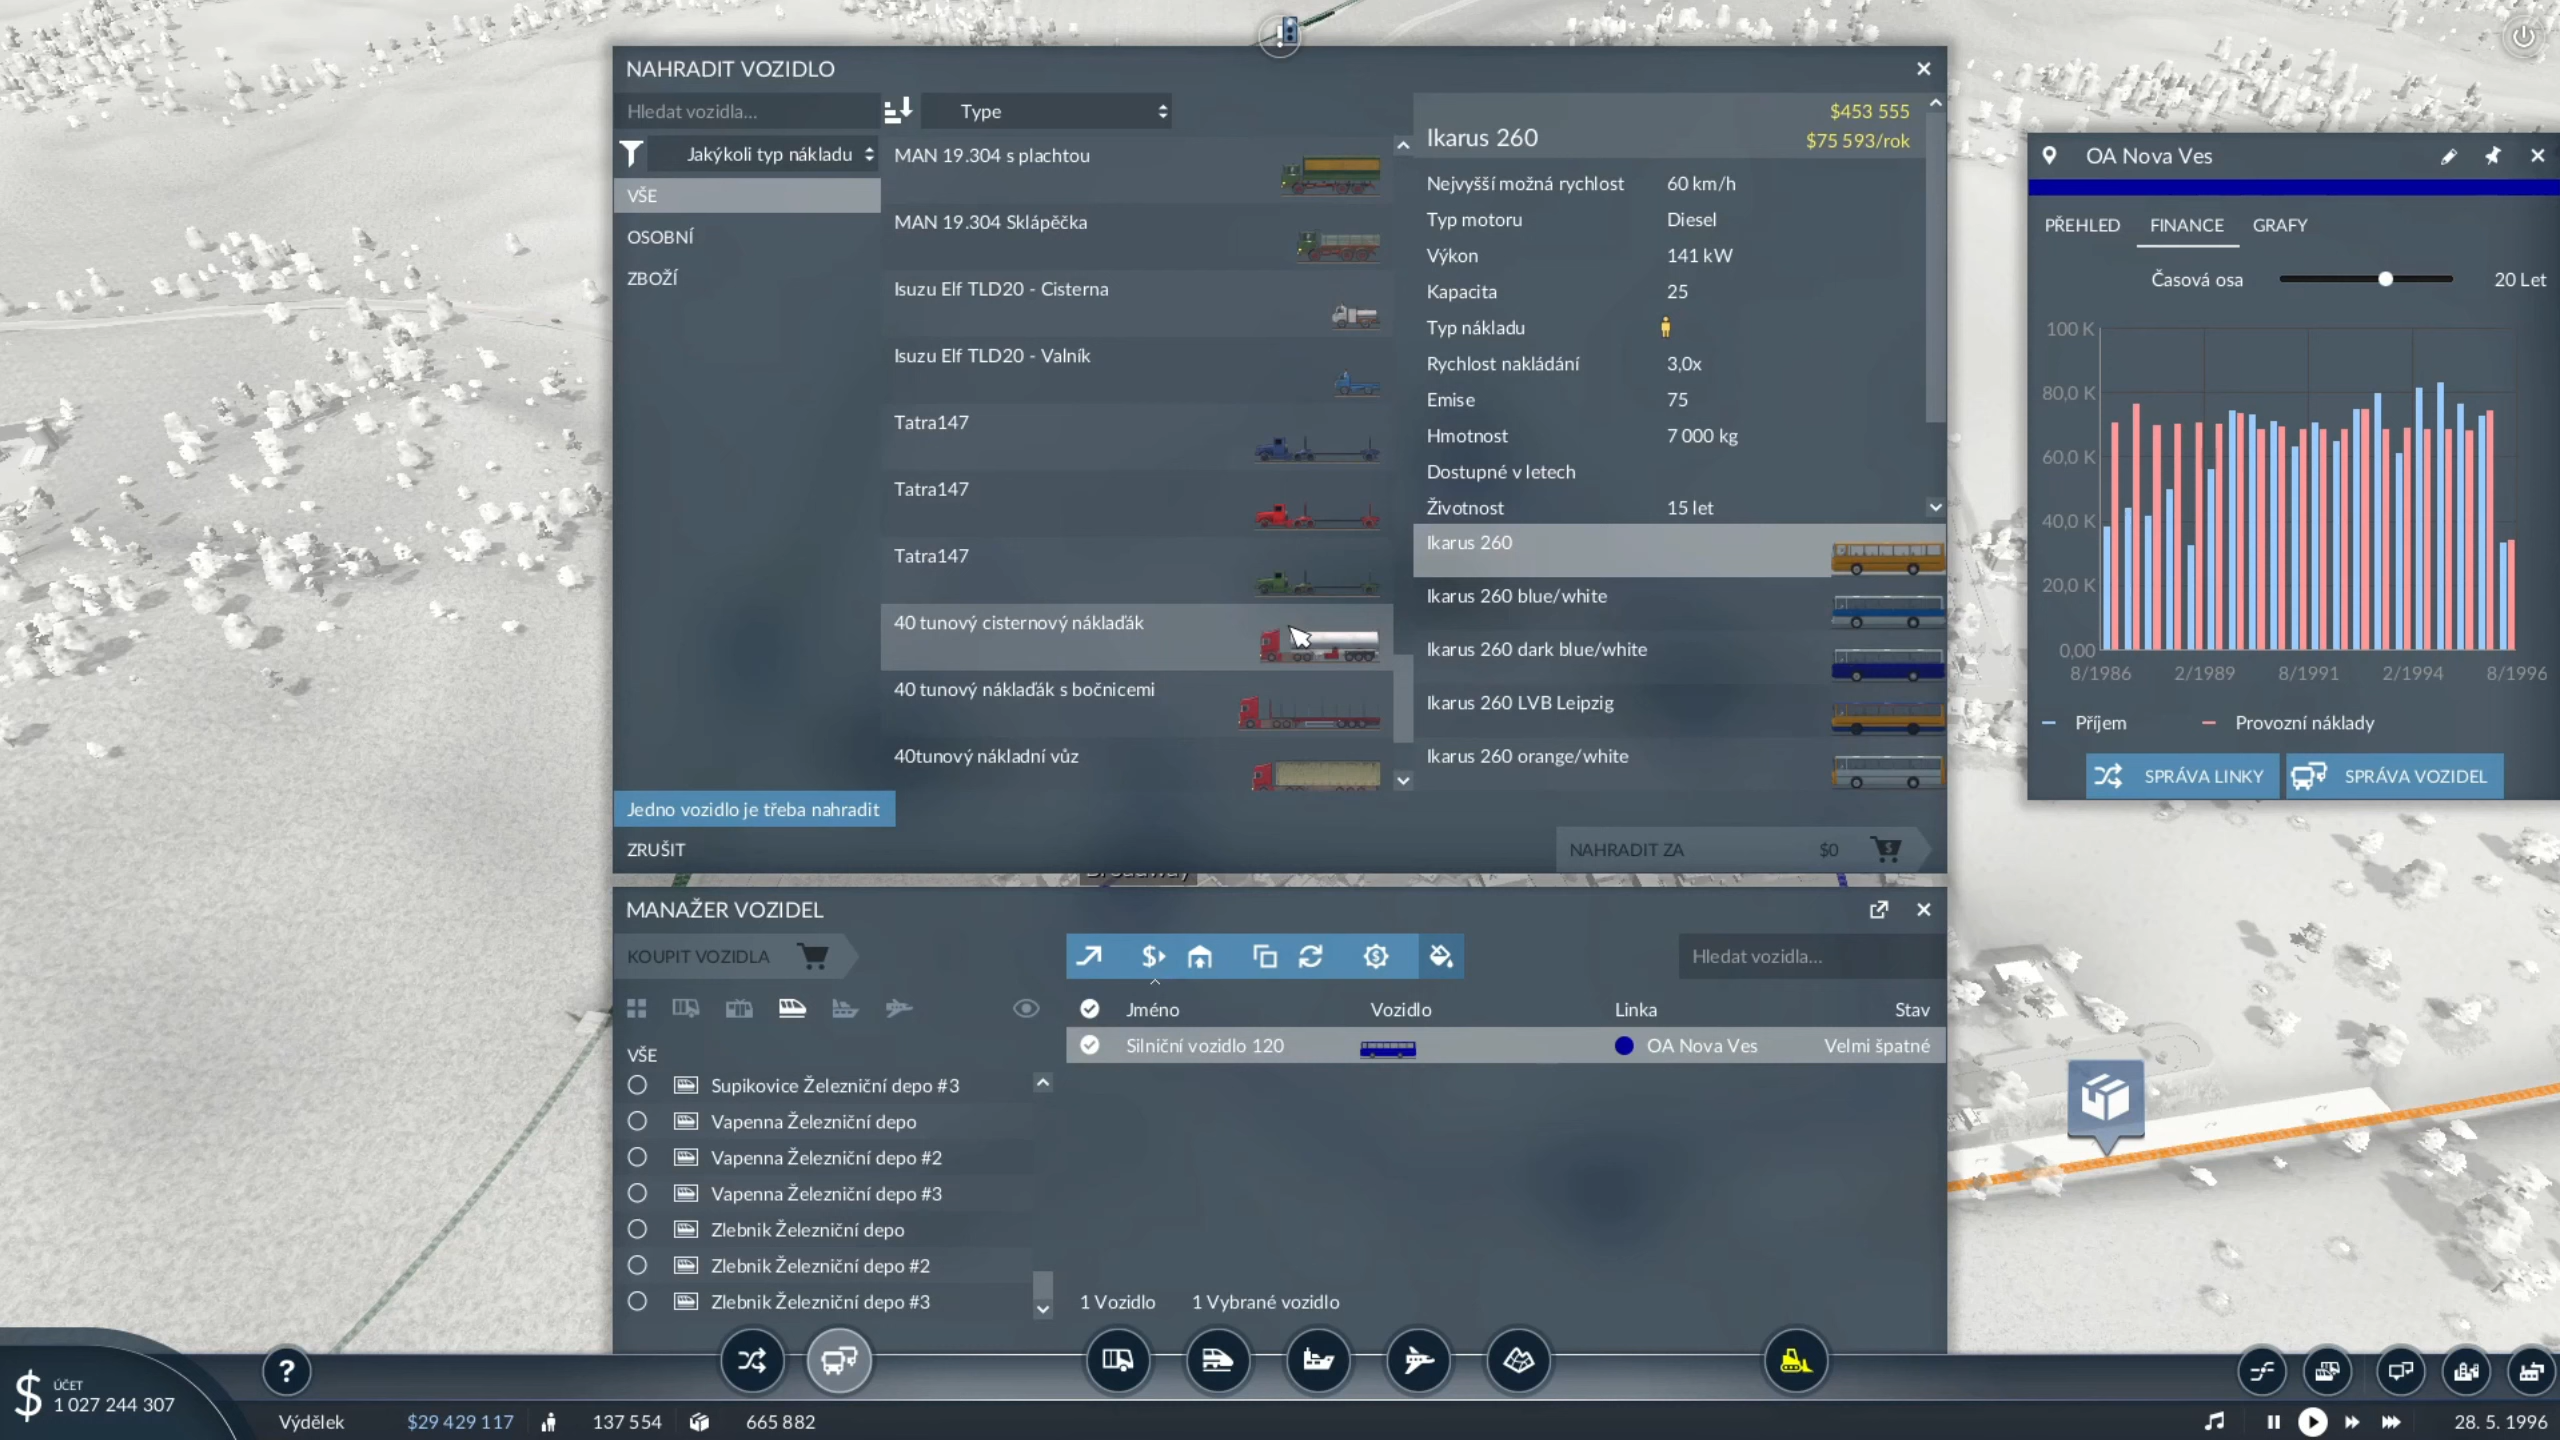 NAHRADIT VOZIDLO
Hledat vozidla...
Type
Jakýkoli typ nákladu
VŠE
OSOBNÍ
ZBOŽÍ
MAN 19.304 s plachtou
MAN 19.304 Sklápěčka
Isuzu Elf TLD20 - Cisterna
Isuzu Elf TLD20 - Valník
Tatra147
Tatra147
Tatra147
40 tunový cisternový náklaďák
40 tunový náklaďák s bočnicemi
40tunový nákladní vůz
Ikarus 260
$453 555
$75 593/rok
Nejvyšší možná rychlost 60 km/h
Typ motoru Diesel
Výkon 141 kW
Kapacita 25
Typ nákladu
Rychlost nakládání 3,0x
Emise 75
Hmotnost 7 000 kg
Dostupné v letech
Životnost 15 let
Ikarus 260
Ikarus 260 blue/white
Ikarus 260 dark blue/white
Ikarus 260 LVB Leipzig
Ikarus 260 orange/white
Jedno vozidlo je třeba nahradit
ZRUŠIT
NAHRADIT ZA $0
OA Nova Ves
PŘEHLED FINANCE GRAFY
Časová osa 20 Let
100 K
80,0 K
60,0 K
40,0 K
20,0 K
0,00
8/1986 2/1989 8/1991 2/1994 8/1996
Příjem Provozní náklady
SPRÁVA LINKY SPRÁVA VOZIDEL
MANAŽER VOZIDEL
KOUPIT VOZIDLA
Hledat vozidla...
VŠE
Supikovice Železniční depo #3
Vapenna Železniční depo
Vapenna Železniční depo #2
Vapenna Železniční depo #3
Zlebnik Železniční depo
Zlebnik Železniční depo #2
Zlebnik Železniční depo #3
Jméno Vozidlo Linka Stav
Silniční vozidlo 120 OA Nova Ves Velmi špatné
1 Vozidlo 1 Vybrané vozidlo
ÚČET
1 027 244 307
?
Výdělek $29 429 117 137 554 665 882
28. 5. 1996